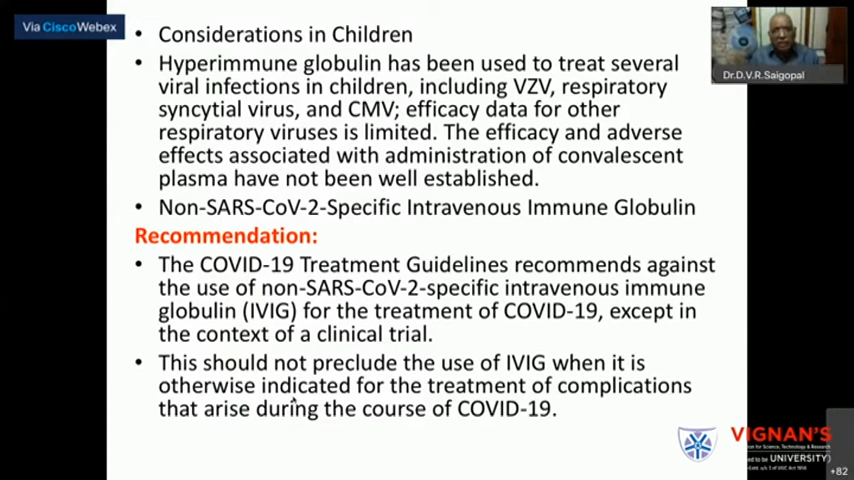 Via Cisco Webex
• Considerations in Children
• Hyperimmune globulin has been used to treat several
viral infections in children, including VZV, respiratory
syncytial virus, and CMV; efficacy data for other
respiratory viruses is limited. The efficacy and adverse
effects associated with administration of convalescent
plasma have not been well established.
• Non-SARS-CoV-2-Specific Intravenous Immune Globulin
Recommendation:
• The COVID-19 Treatment Guidelines recommends against
the use of non-SARS-CoV-2-specific intravenous immune
globulin (IVIG) for the treatment of COVID-19, except in
the context of a clinical trial.
• This should not preclude the use of IVIG when it is
otherwise indicated for the treatment of complications
that arise during the course of COVID-19.
Dr.D.V.R.Saigopal
VIGNAN'S
for Science, Technology & Research
to be UNIVERSITY)
+82